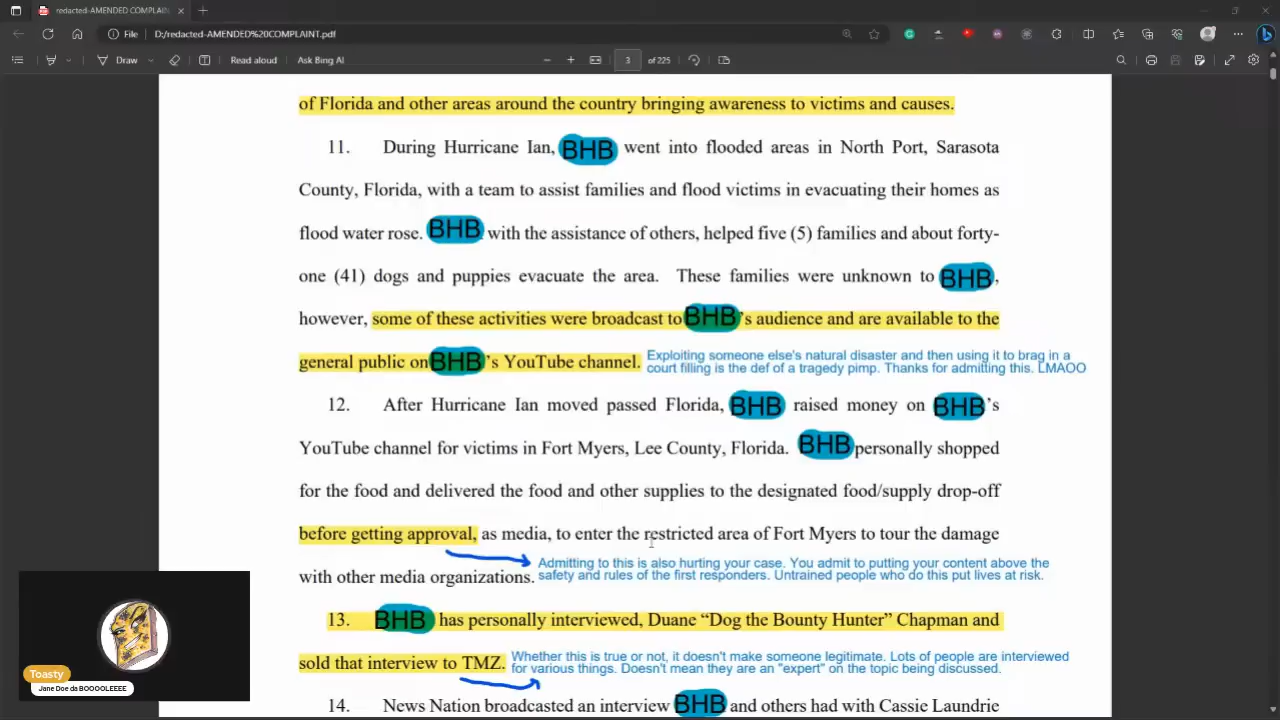 redacted-AMENDED COMPLAINT.pdf
File D:/redacted-AMENDED%20COMPLAINT.pdf
Draw Read aloud Ask Bing AI 3 of 225
of Florida and other areas around the country bringing awareness to victims and causes.
11. During Hurricane Ian, BHB went into flooded areas in North Port, Sarasota
County, Florida, with a team to assist families and flood victims in evacuating their homes as
flood water rose. BHB with the assistance of others, helped five (5) families and about forty-
one (41) dogs and puppies evacuate the area. These families were unknown to BHB,
however, some of these activities were broadcast to BHB's audience and are available to the
general public on BHB's YouTube channel.
Exploiting someone else's natural disaster and then using it to brag in a
court filling is the def of a tragedy pimp. Thanks for admitting this. LMAOO
12. After Hurricane Ian moved passed Florida, BHB raised money on BHB's
YouTube channel for victims in Fort Myers, Lee County, Florida. BHB personally shopped
for the food and delivered the food and other supplies to the designated food/supply drop-off
before getting approval, as media, to enter the restricted area of Fort Myers to tour the damage
with other media organizations.
Admitting to this is also hurting your case. You admit to putting your content above the
safety and rules of the first responders. Untrained people who do this put lives at risk.
13. BHB has personally interviewed, Duane “Dog the Bounty Hunter” Chapman and
sold that interview to TMZ.
Whether this is true or not, it doesn't make someone legitimate. Lots of people are interviewed
for various things. Doesn't mean they are an "expert" on the topic being discussed.
14. News Nation broadcasted an interview BHB and others had with Cassie Laundrie
Toasty
Jane Doe da BOOOOLEEEE